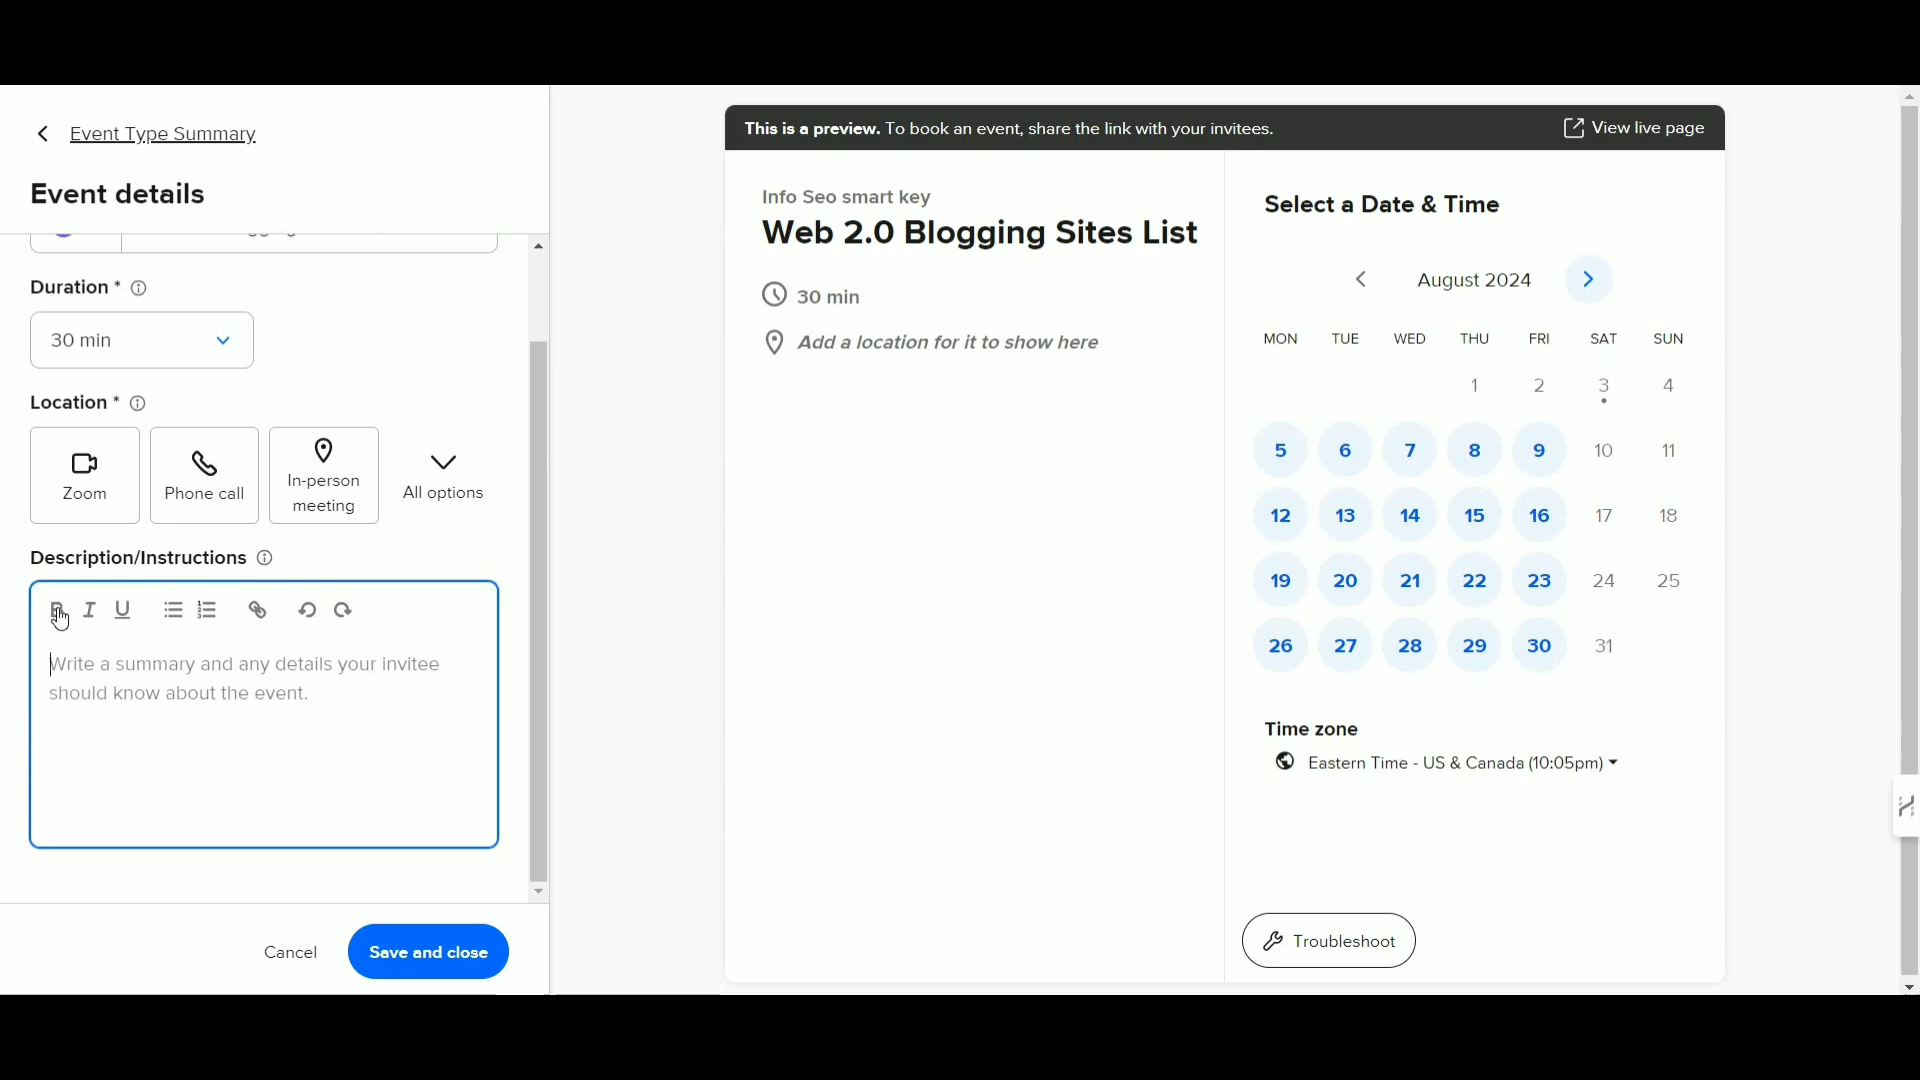 Event Type Summary
Event details
Duration *
30 min
Location *
Zoom
Phone call
In-person
meeting
All options
Description/Instructions
Write a summary and any details your invitee
should know about the event.
Cancel
Save and close
This is a preview. To book an event, share the link with your invitees.
View live page
Info Seo smart key
Web 2.0 Blogging Sites List
30 min
Add a location for it to show here
Select a Date & Time
August 2024
MON TUE WED THU FRI SAT SUN
1 2 3 4
5 6 7 8 9 10 11
12 13 14 15 16 17 18
19 20 21 22 23 24 25
26 27 28 29 30 31
Time zone
Eastern Time - US & Canada (10:05pm)
Troubleshoot